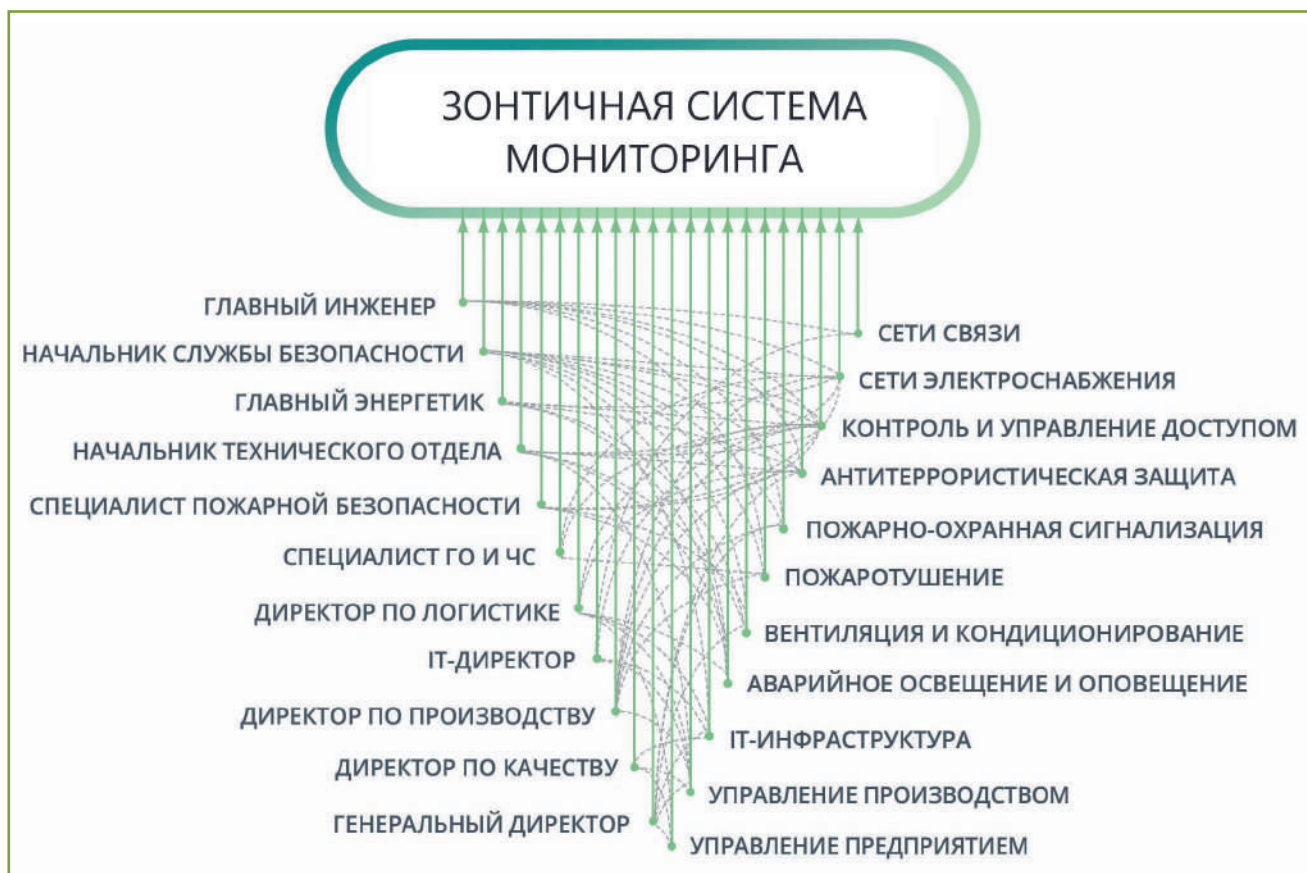 ЗОНТИЧНАЯ СИСТЕМА
МОНИТОРИНГА
ГЛАВНЫЙ ИНЖЕНЕР
НАЧАЛЬНИК СЛУЖБЫ БЕЗОПАСНОСТИ
ГЛАВНЫЙ ЭНЕРГЕТИК
НАЧАЛЬНИК ТЕХНИЧЕСКОГО ОТДЕЛА
СПЕЦИАЛИСТ ПОЖАРНОЙ БЕЗОПАСНОСТИ
СПЕЦИАЛИСТ ГО И ЧС
ДИРЕКТОР ПО ЛОГИСТИКЕ
IT-ДИРЕКТОР
ДИРЕКТОР ПО ПРОИЗВОДСТВУ
ДИРЕКТОР ПО КАЧЕСТВУ
ГЕНЕРАЛЬНЫЙ ДИРЕКТОР
СЕТИ СВЯЗИ
СЕТИ ЭЛЕКТРОСНАБЖЕНИЯ
КОНТРОЛЬ И УПРАВЛЕНИЕ ДОСТУПОМ
АНТИТЕРРОРИСТИЧЕСКАЯ ЗАЩИТА
ПОЖАРНО-ОХРАННАЯ СИГНАЛИЗАЦИЯ
ПОЖАРОТУШЕНИЕ
ВЕНТИЛЯЦИЯ И КОНДИЦИОНИРОВАНИЕ
АВАРИЙНОЕ ОСВЕЩЕНИЕ И ОПОВЕЩЕНИЕ
IT-ИНФРАСТРУКТУРА
УПРАВЛЕНИЕ ПРОИЗВОДСТВОМ
УПРАВЛЕНИЕ ПРЕДПРИЯТИЕМ